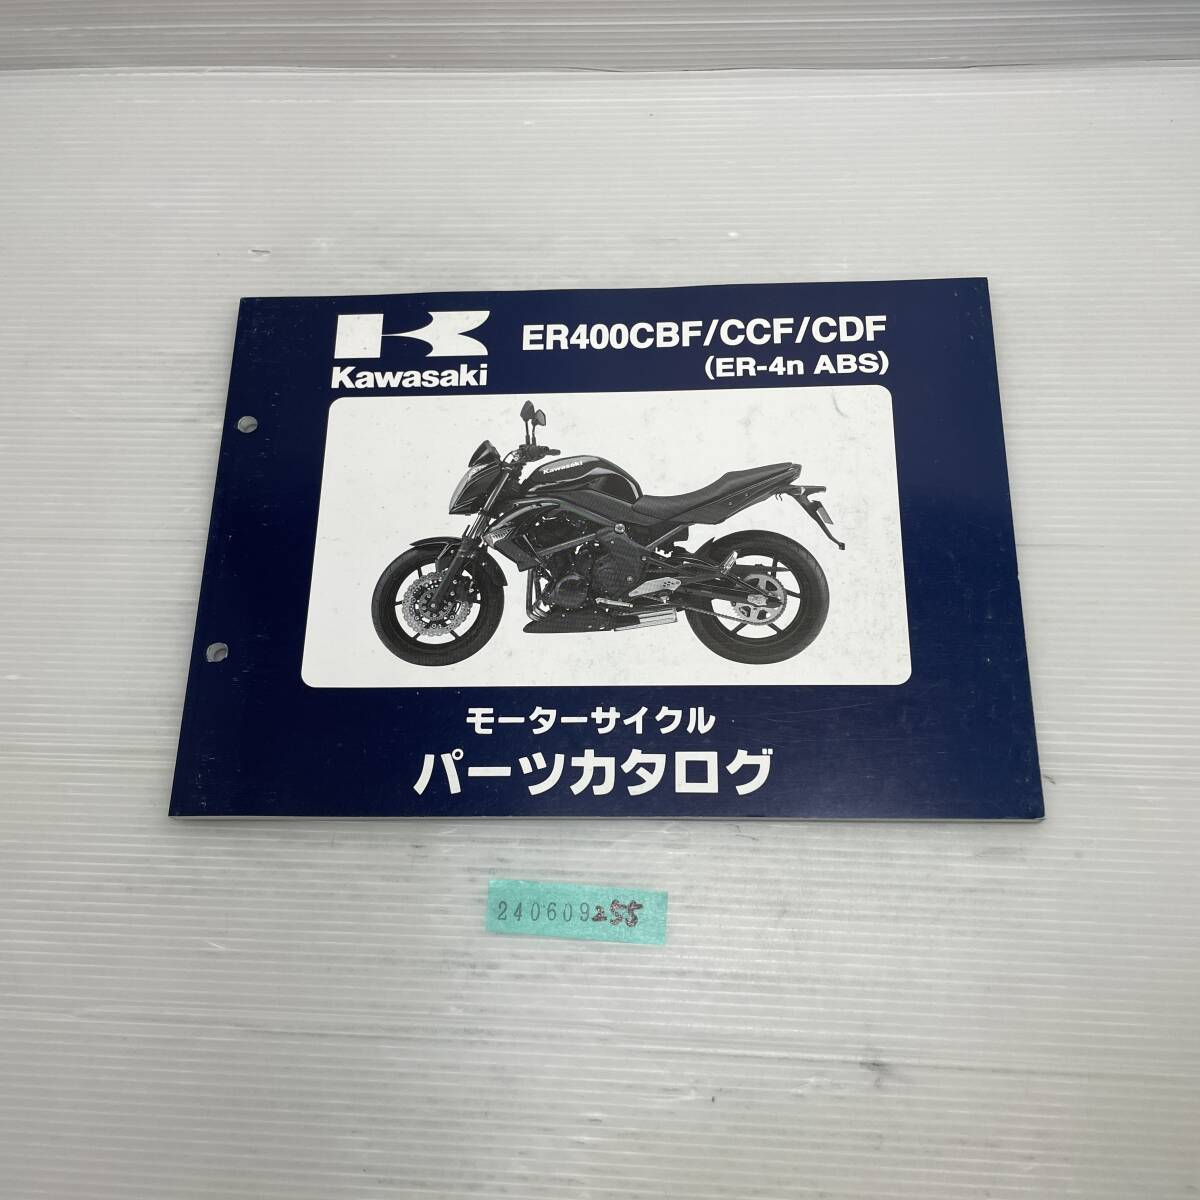 ER400CBF/CCF/CDF
(ER-4n ABS)
Kawasaki
Kawasaki
モーターサイクル
パーツカタログ
240609255